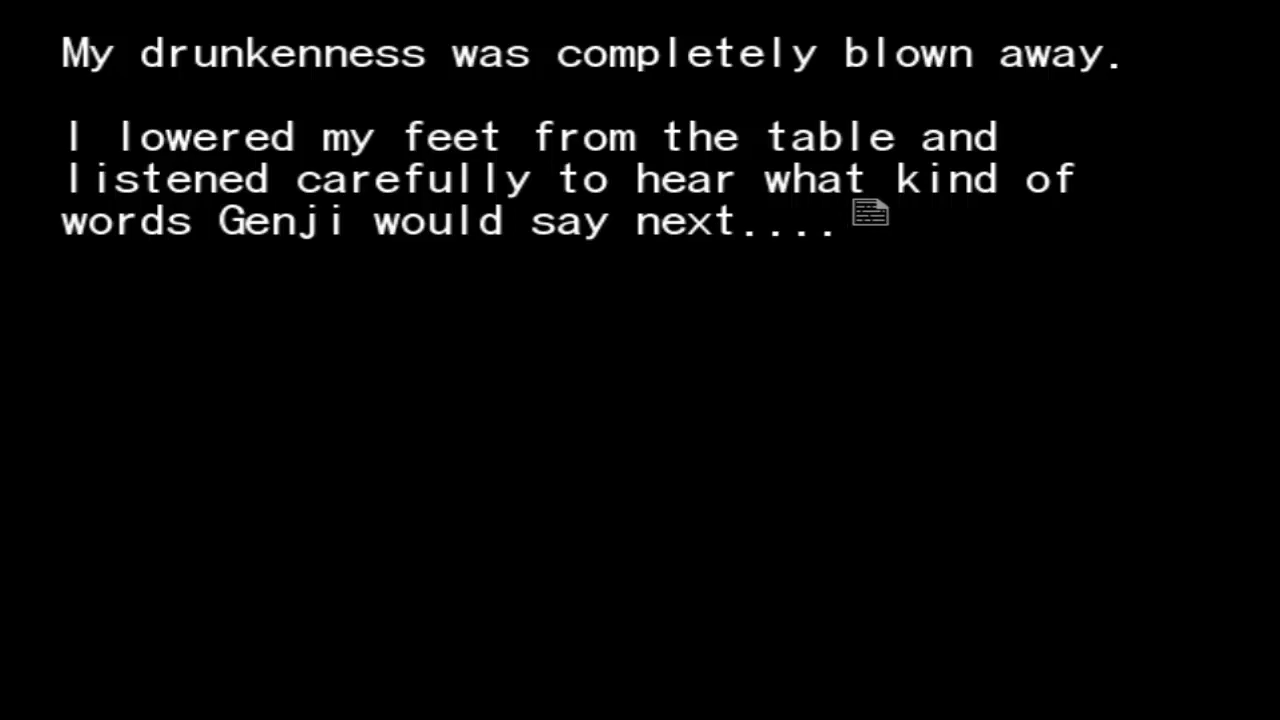 My drunkenness was completely blown away.
I lowered my feet from the table and
listened carefully to hear what kind of
words Genji would say next....